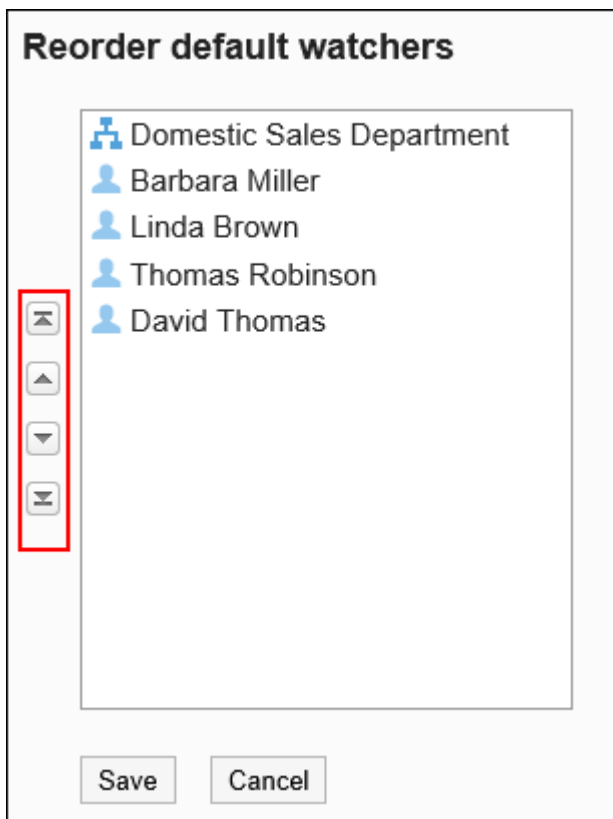 Reorder default watchers
Domestic Sales Department
Barbara Miller
Linda Brown
Thomas Robinson
David Thomas
Save Cancel